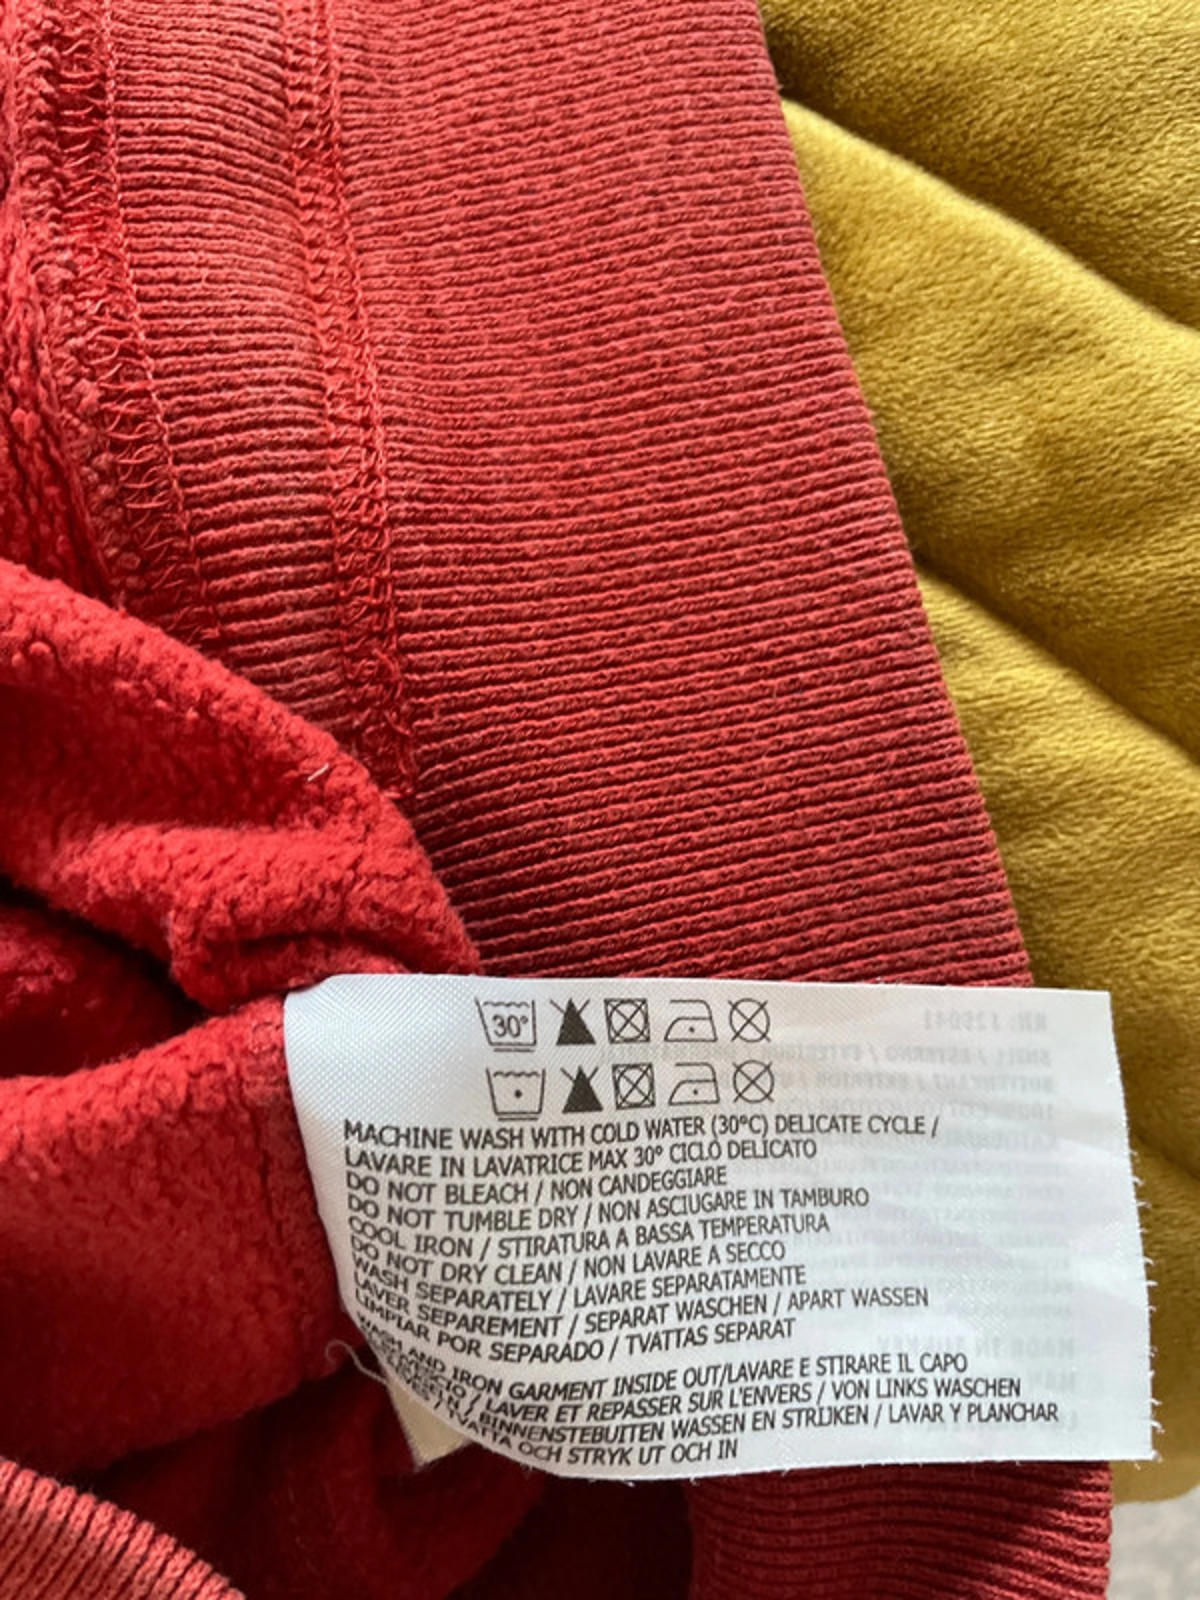 30°
MACHINE WASH WITH COLD WATER (30°C) DELICATE CYCLE /
LAVARE IN LAVATRICE MAX 30° CICLO DELICATO
DO NOT BLEACH / NON CANDEGGIARE
DO NOT TUMBLE DRY / NON ASCIUGARE IN TAMBURO
COOL IRON / STIRATURA A BASSA TEMPERATURA
DO NOT DRY CLEAN / NON LAVARE A SECCO
WASH SEPARATELY / LAVARE SEPARATAMENTE
LAVER SEPAREMENT / SEPARAT WASCHEN / APART WASSEN
LIMPIAR POR SEPARADO / TVATTAS SEPARAT
WASH AND IRON GARMENT INSIDE OUT/LAVARE E STIRARE IL CAPO
/ LAVER ET REPASSER SUR L'ENVERS / VON LINKS WASCHEN
/ BINNENSTEBUITEN WASSEN EN STRIJKEN / LAVAR Y PLANCHAR
/ TVATTA OCH STRYK UT OCH IN